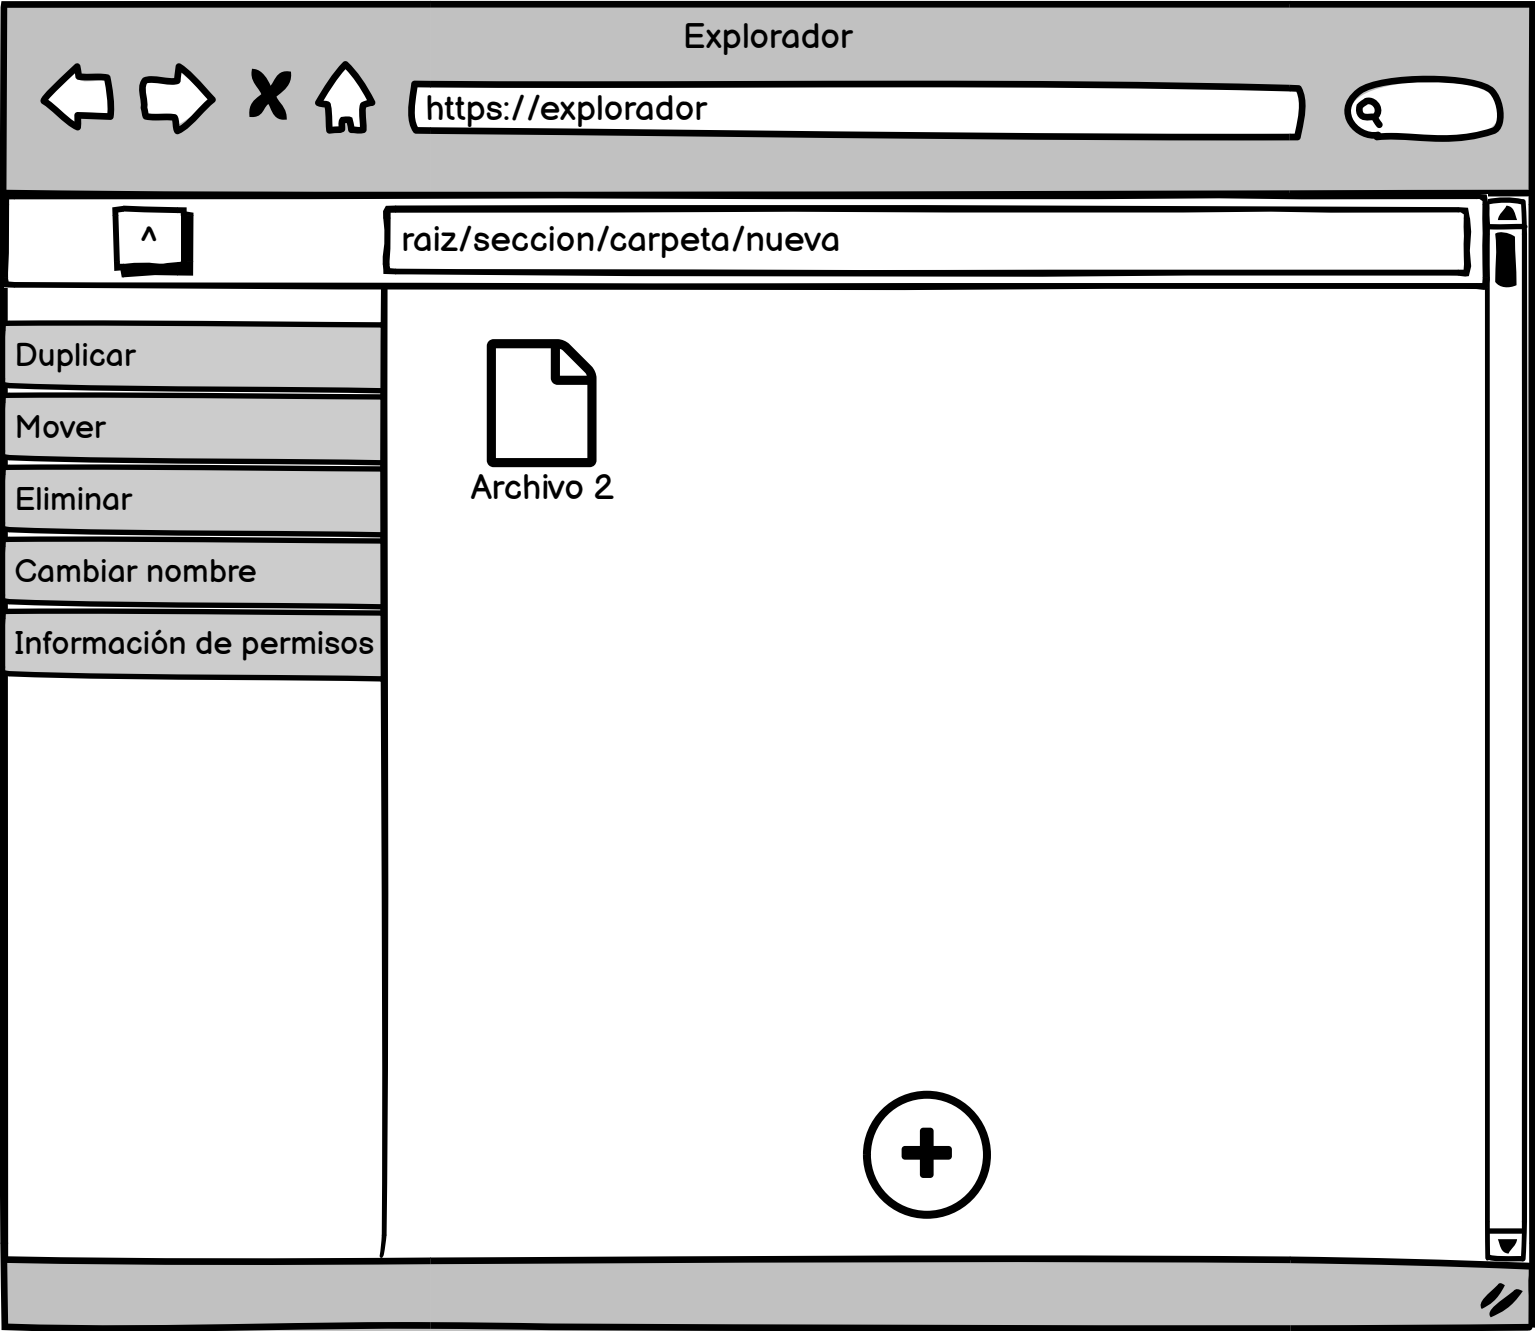 Explorador
https://explorador
^
raiz/seccion/carpeta/nueva
Duplicar
Mover
Eliminar
Cambiar nombre
Información de permisos
Archivo 2